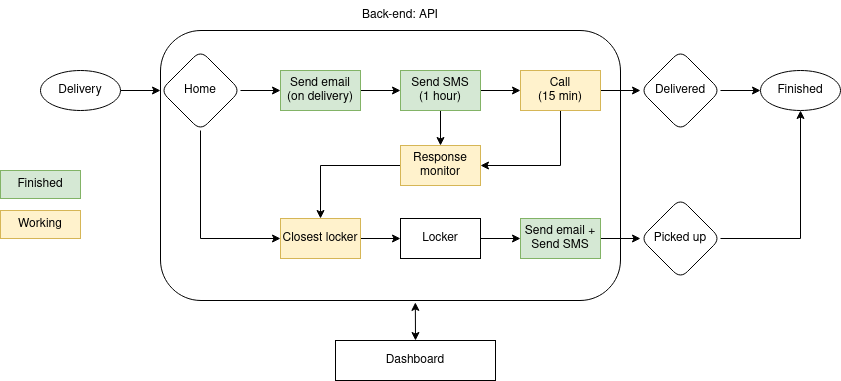 Back-end: API
Delivery
Home
Send email
(on delivery)
Send SMS
(1 hour)
Call
(15 min)
Delivered
Finished
Response
monitor
Finished
Working
Closest locker
Locker
Send email +
Send SMS
Picked up
Dashboard